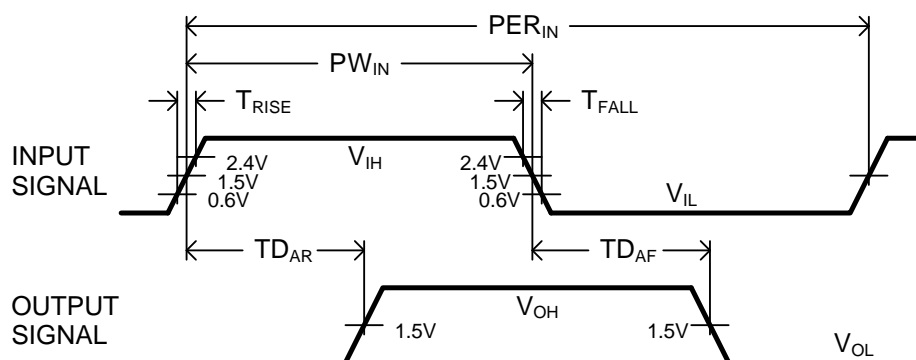 PER_IN
PW_IN
T_RISE
T_FALL
INPUT
SIGNAL
2.4V
1.5V
0.6V
V_IH
2.4V
1.5V
0.6V
V_IL
TD_AR
TD_AF
OUTPUT
SIGNAL
1.5V
V_OH
1.5V
V_OL